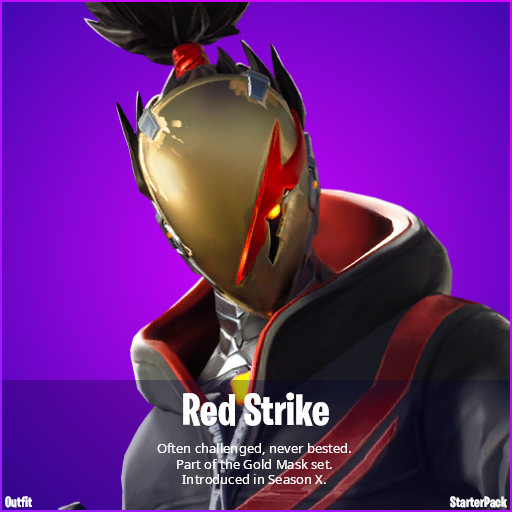 Red Strike
Often challenged, never bested.
Part of the Gold Mask set.
Introduced in Season X.
Outfit
StarterPack